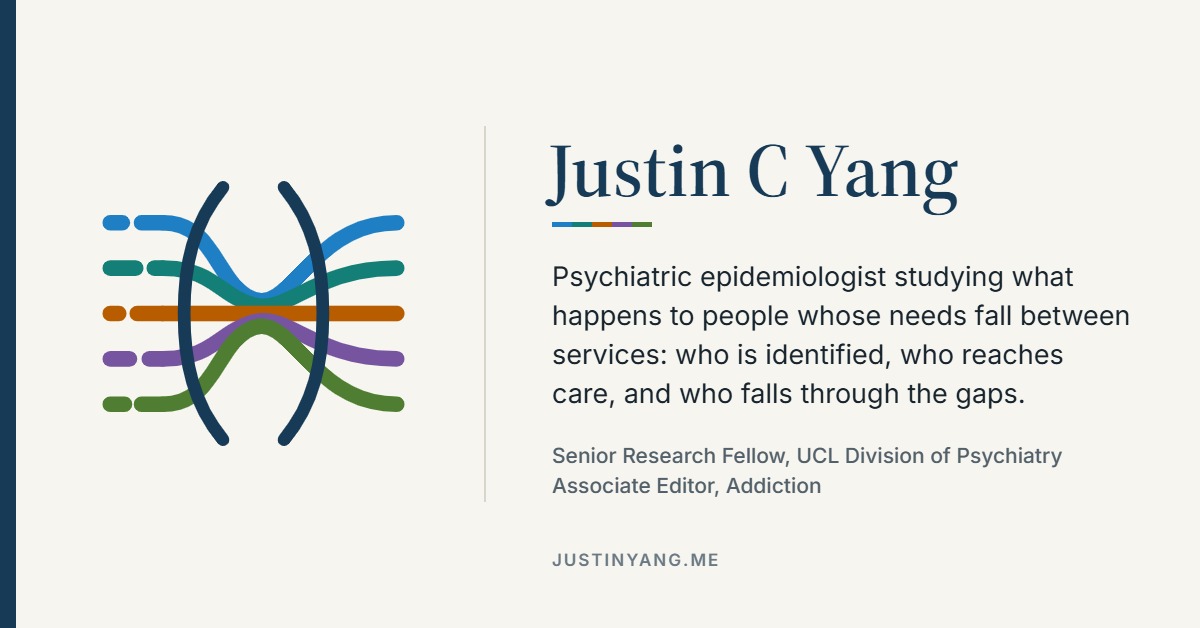 Justin C Yang
Psychiatric epidemiologist studying what
happens to people whose needs fall between
services: who is identified, who reaches
care, and who falls through the gaps.
Senior Research Fellow, UCL Division of Psychiatry
Associate Editor, Addiction
JUSTINYANG.ME